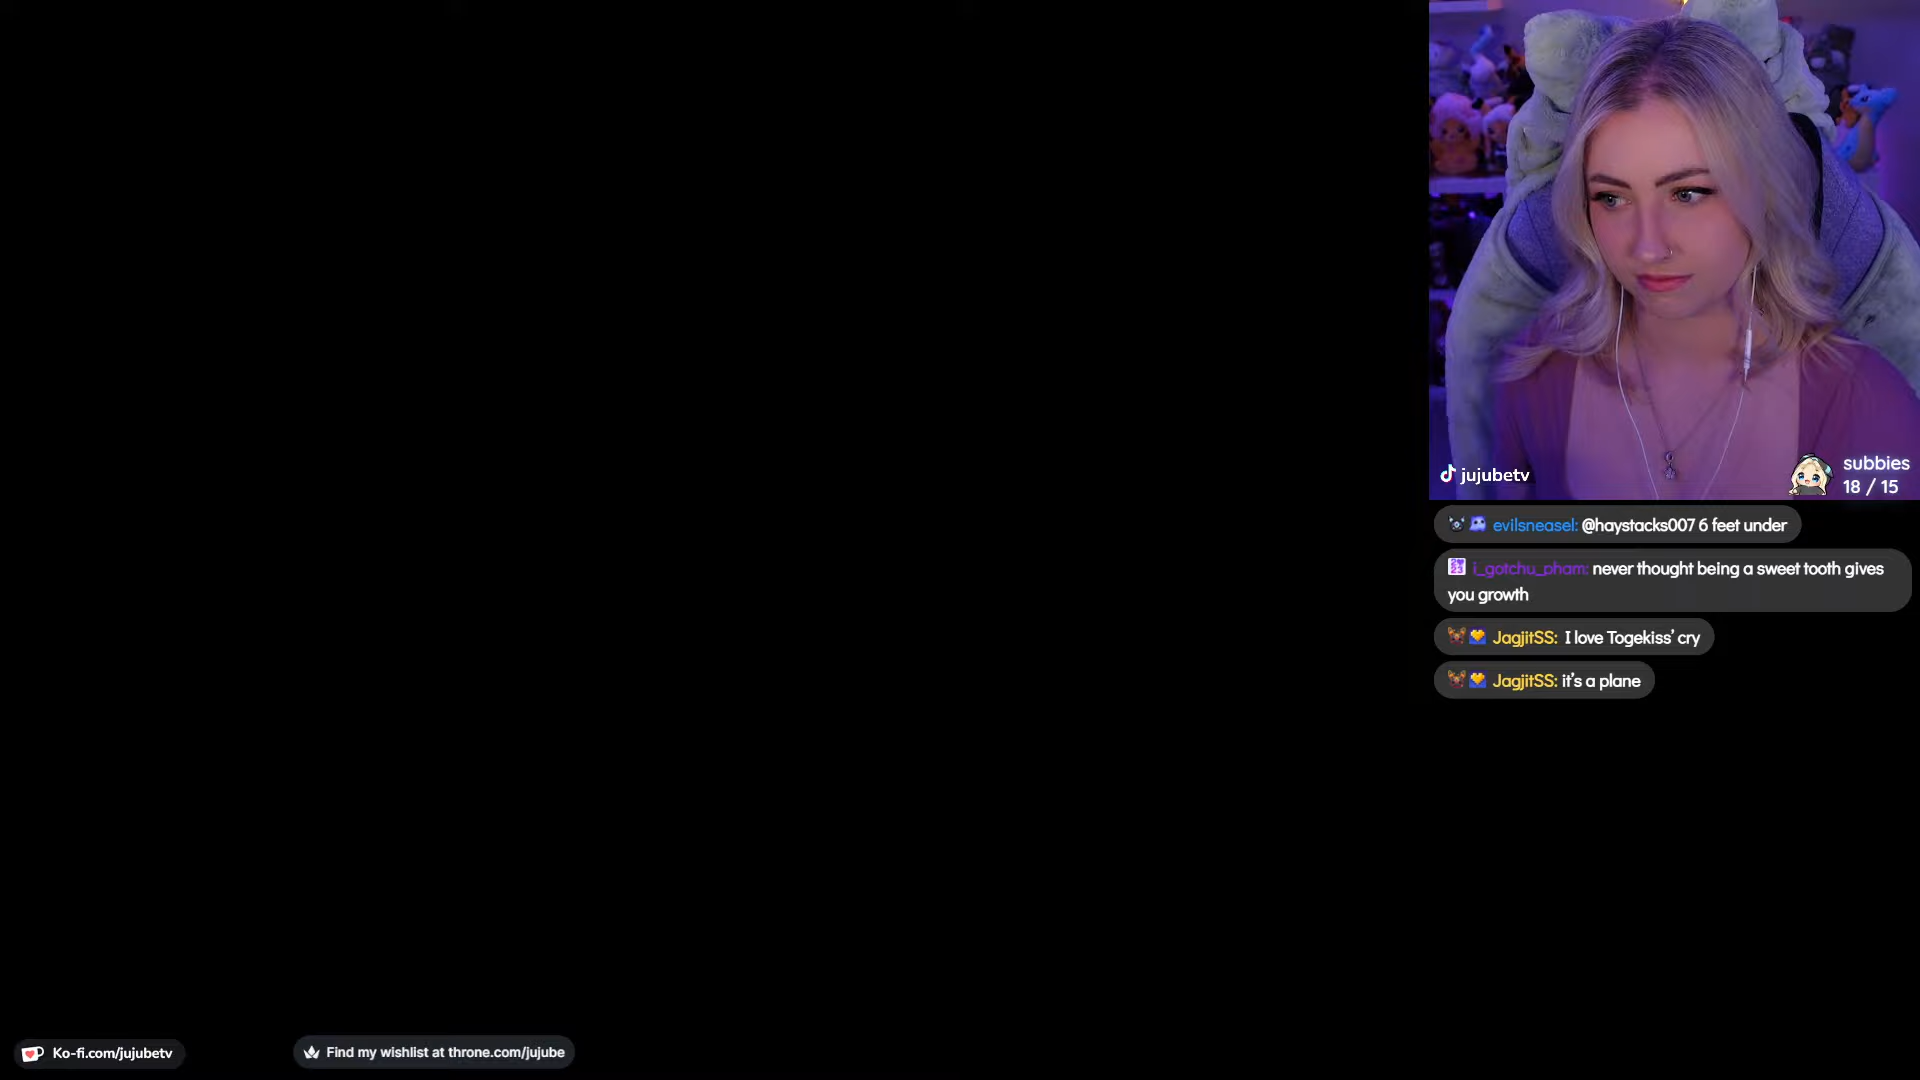 jujubetv
subbies
18 / 15
evilsneasel: @haystacks007 6 feet under
i_gotchu_pham: never thought being a sweet tooth gives
you growth
JagjitSS: I love Togekiss' cry
JagjitSS: it's a plane
Ko-fi.com/jujubetv
Find my wishlist at throne.com/jujube